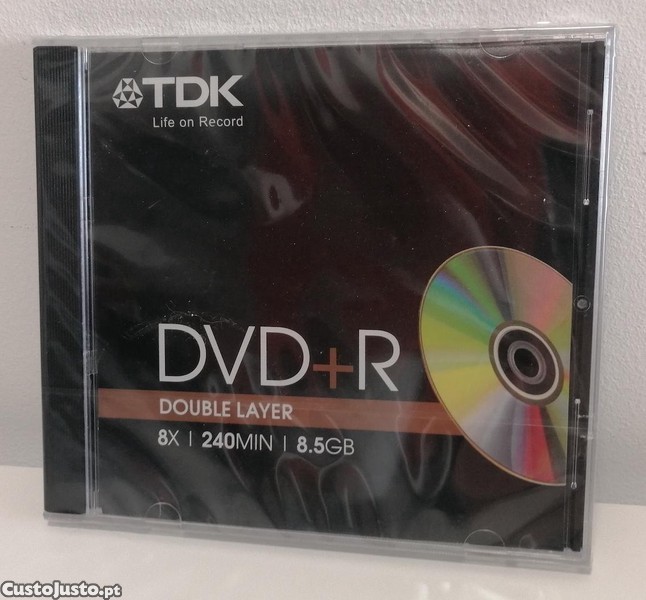 TDK
Life on Record
DVD+R
DOUBLE LAYER
8X | 240MIN | 8.5GB
CustoJusto.pt